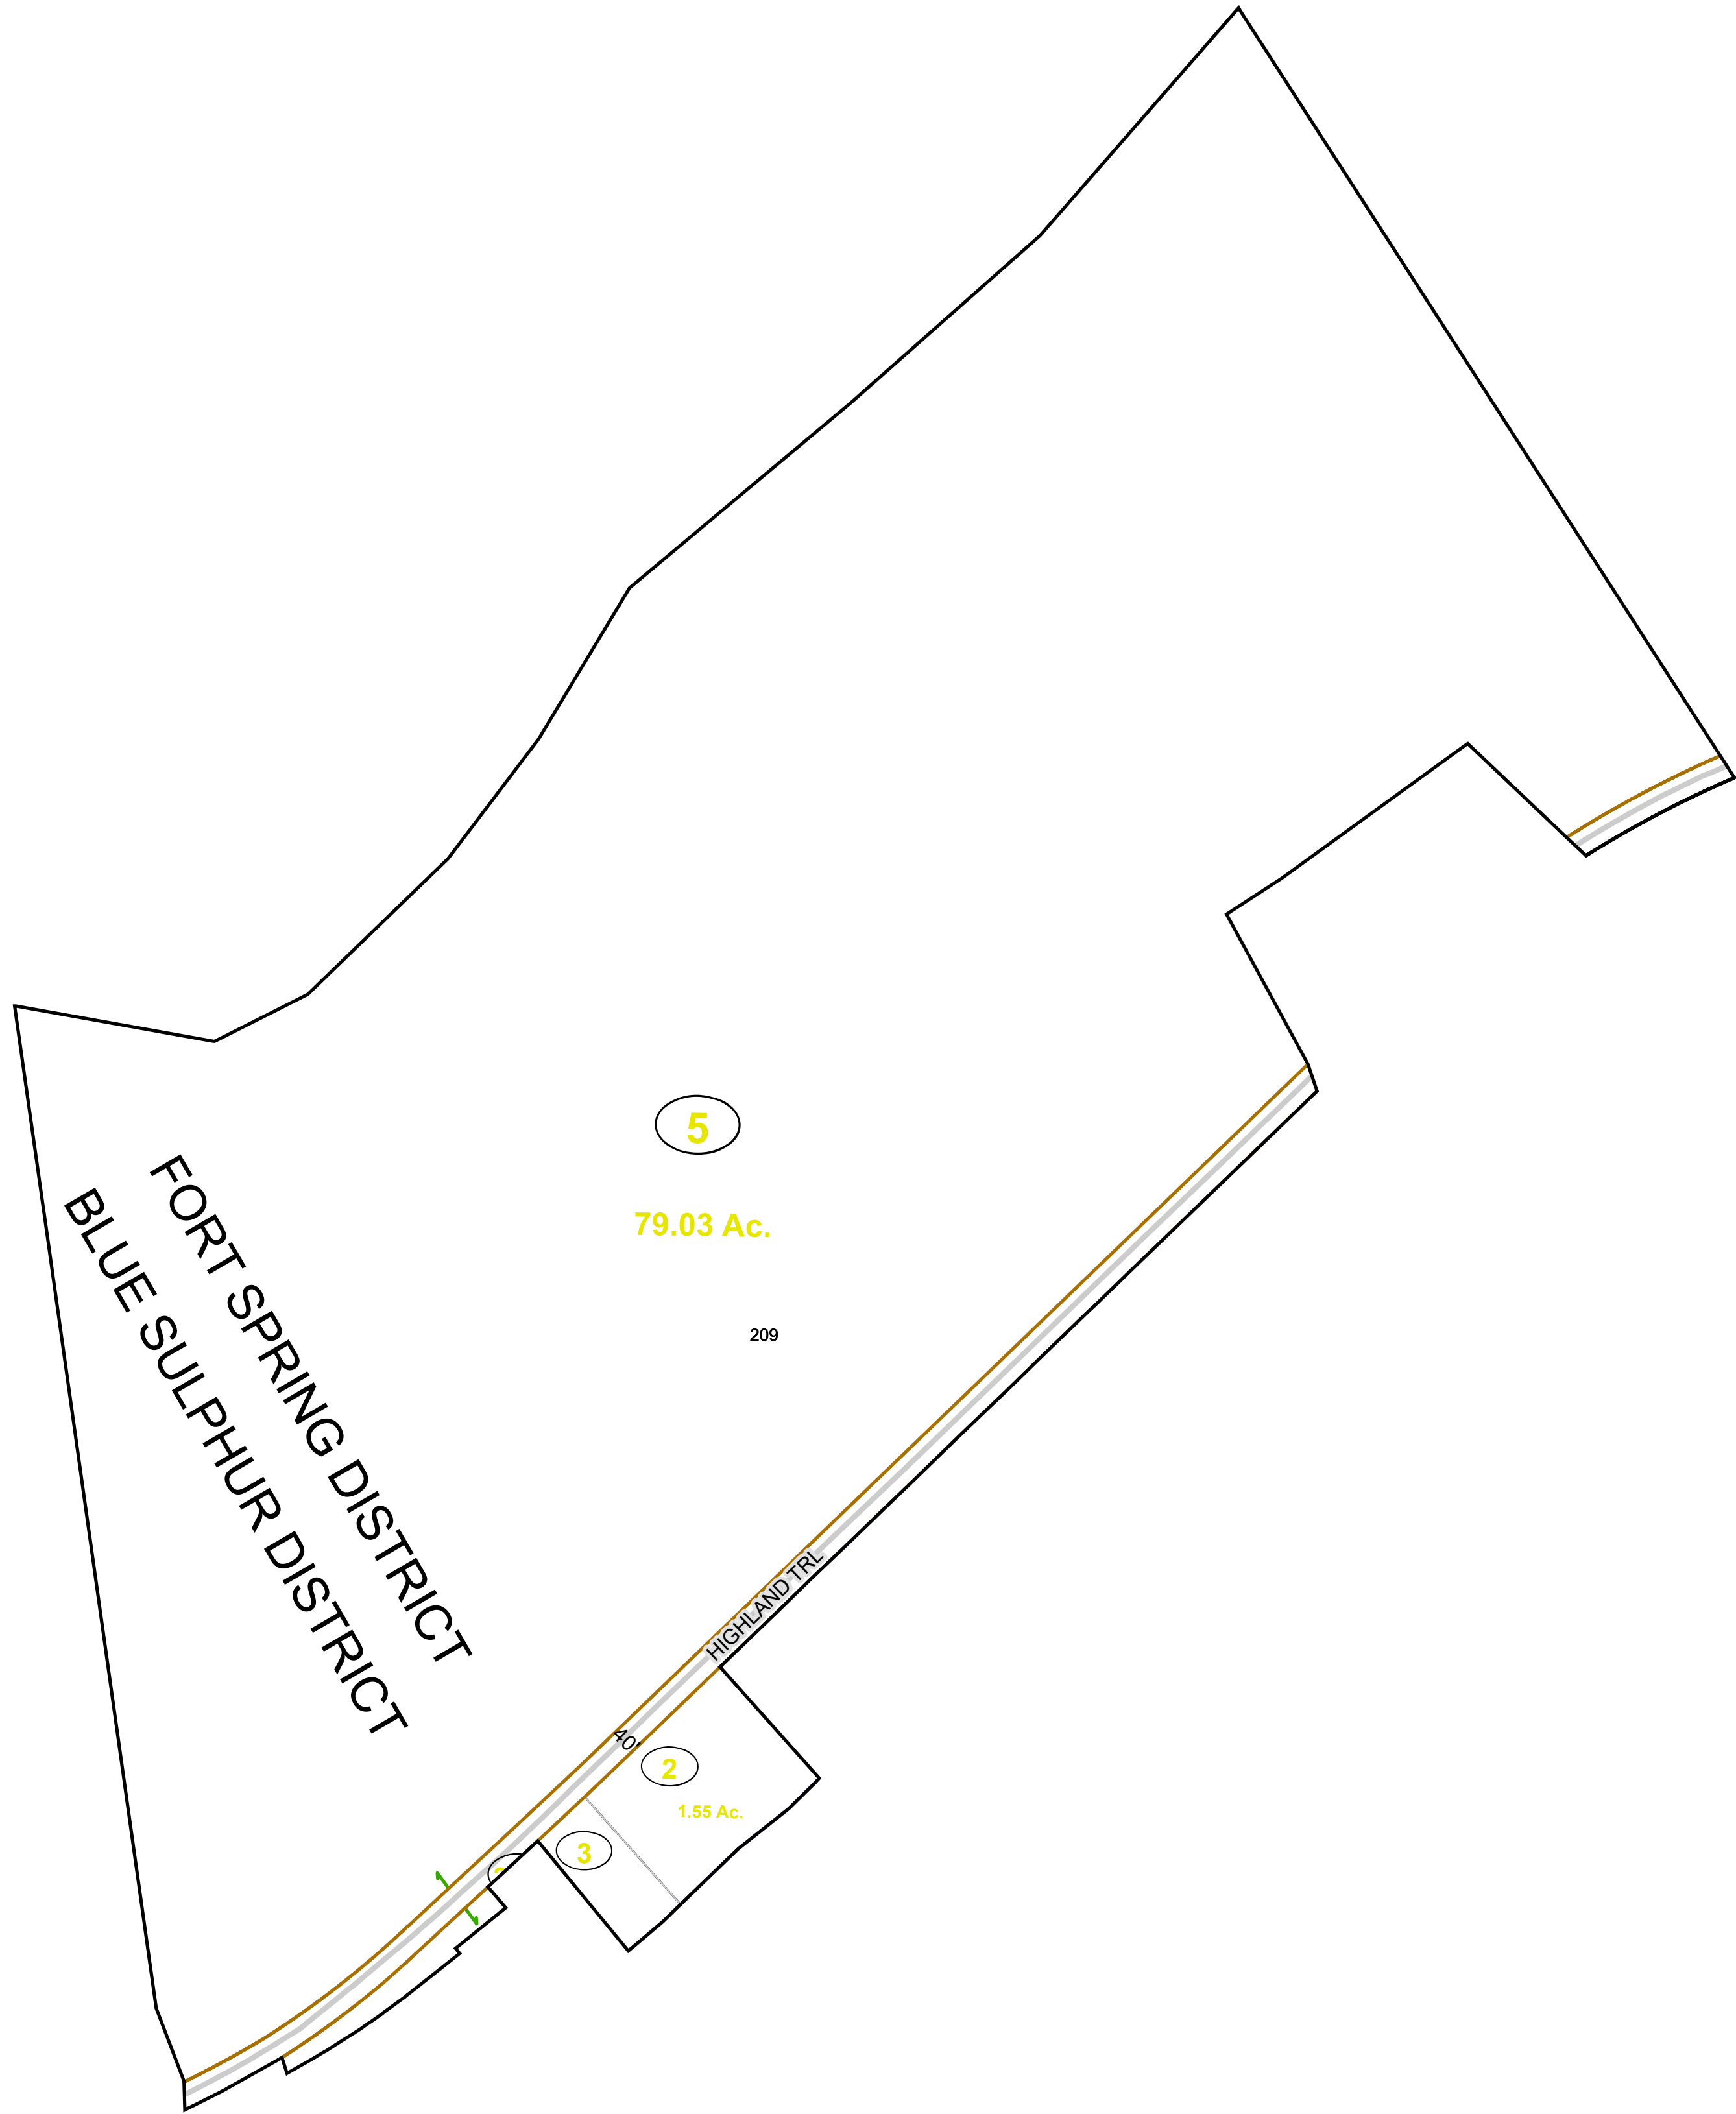 5
79.03 Ac.
FORT SPRING DISTRICT
BLUE SULPHUR DISTRICT
209
HIGHLAND TRL
40'
2
1.55 Ac.
3